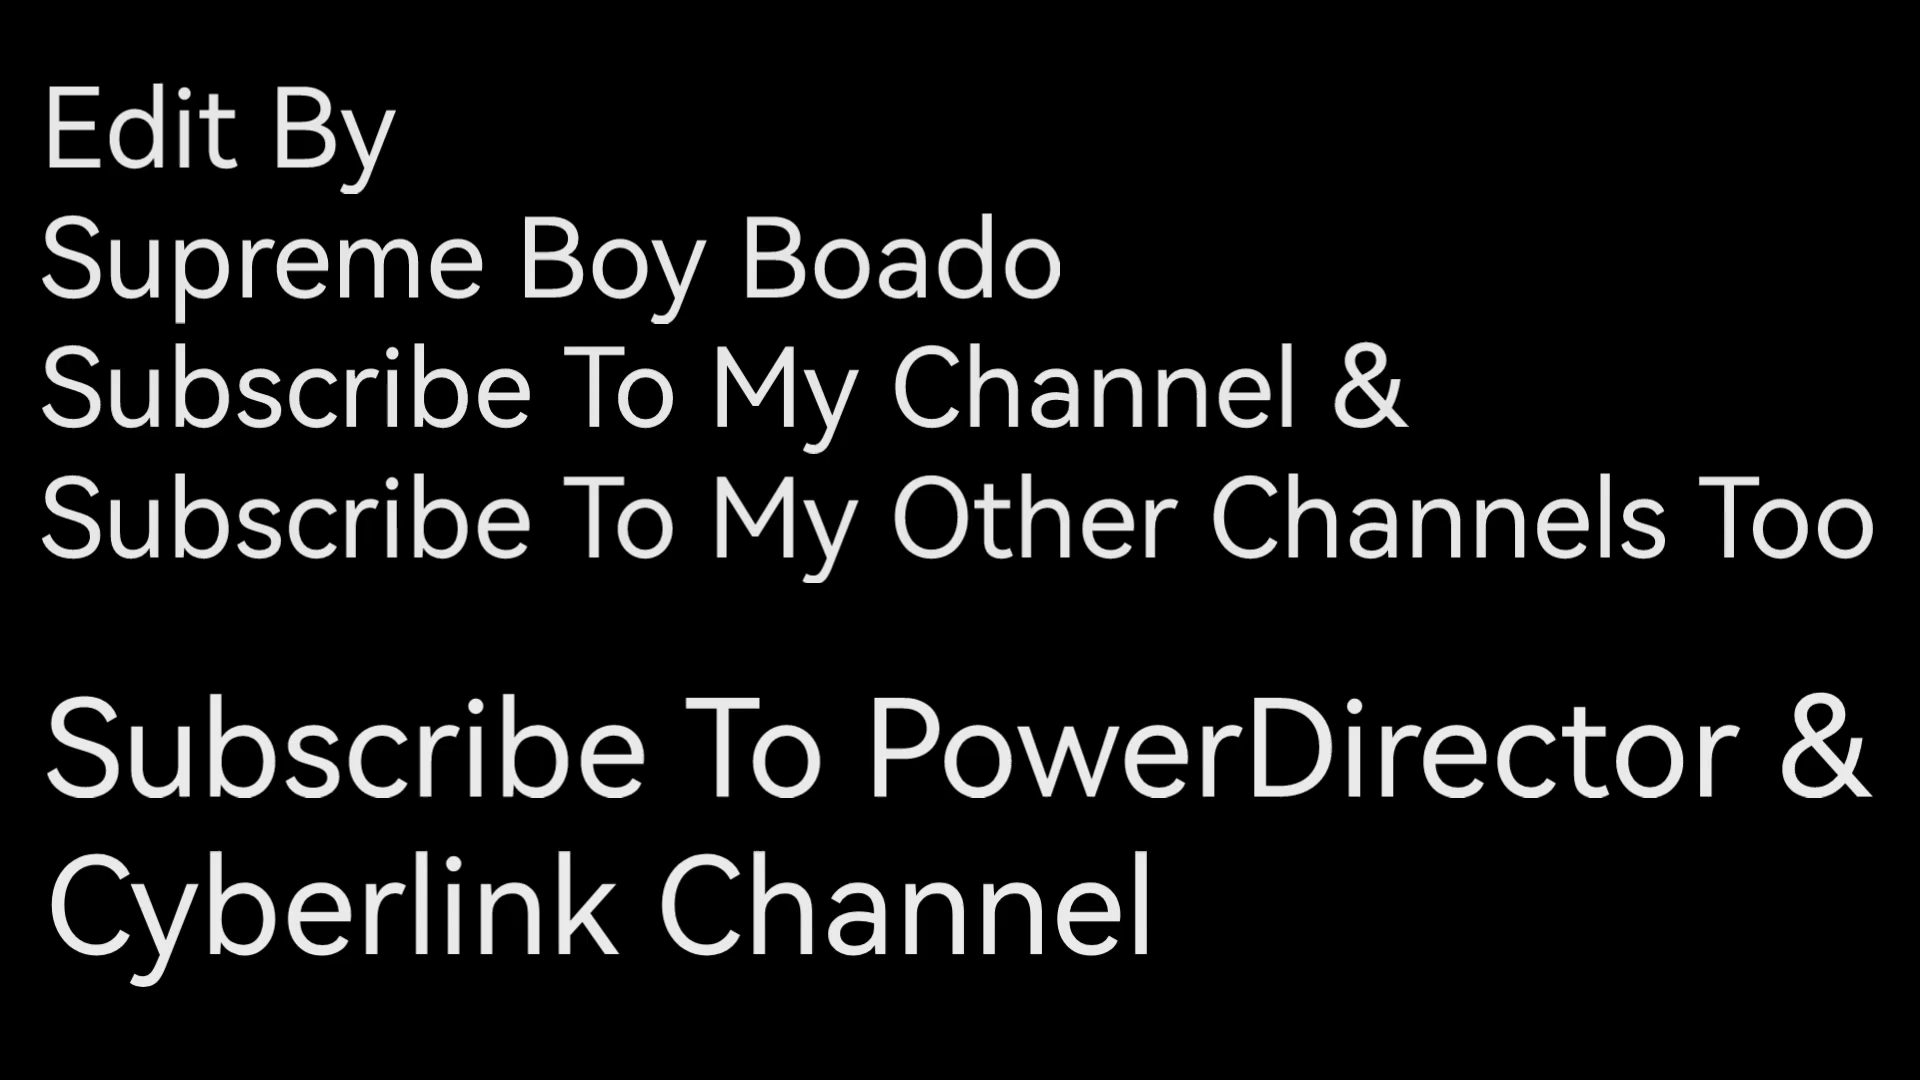 Edit By
Supreme Boy Boado
Subscribe To My Channel &
Subscribe To My Other Channels Too
Subscribe To PowerDirector &
Cyberlink Channel